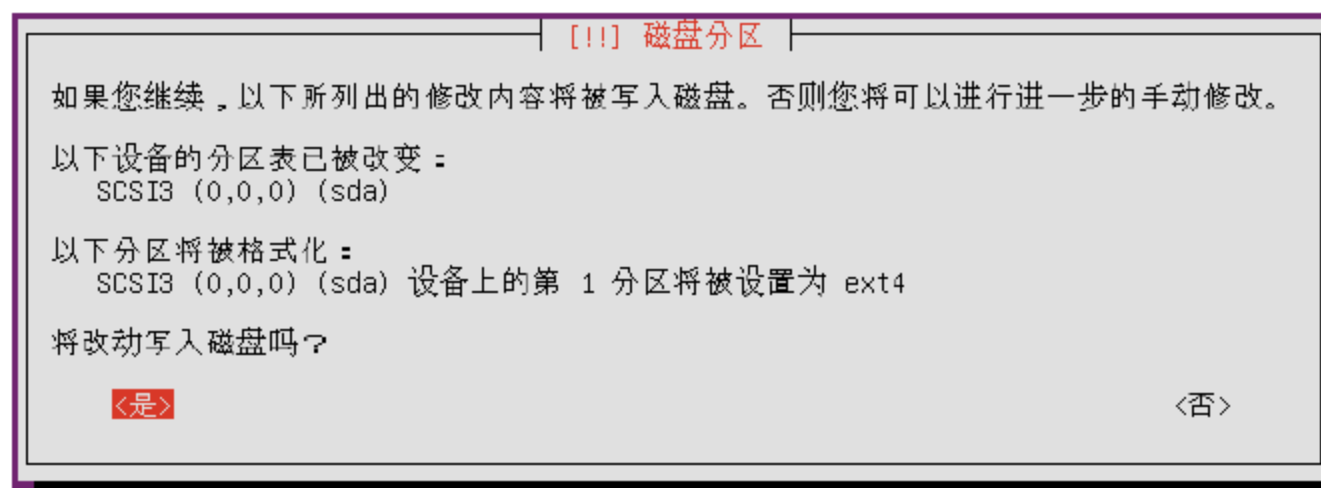 [!!] 磁盘分区
如果您继续，以下所列出的修改内容将被写入磁盘。否则您将可以进行进一步的手动修改。
以下设备的分区表已被改变：
SCSI3 (0,0,0) (sda)
以下分区将被格式化：
SCSI3 (0,0,0) (sda) 设备上的第 1 分区将被设置为 ext4
将改动写入磁盘吗？
<是> <否>